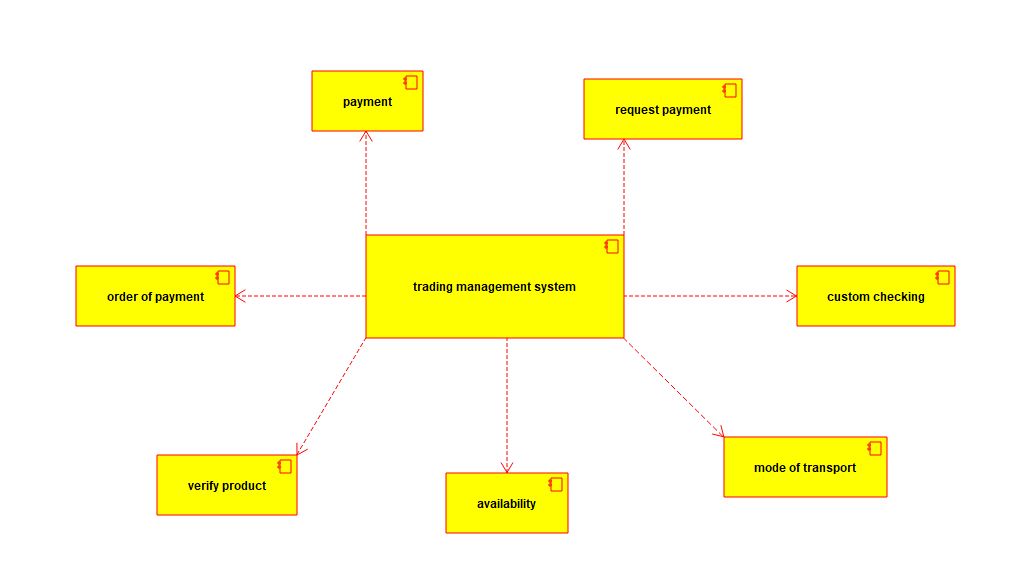 payment
request payment
trading management system
order of payment
custom checking
mode of transport
verify product
availability